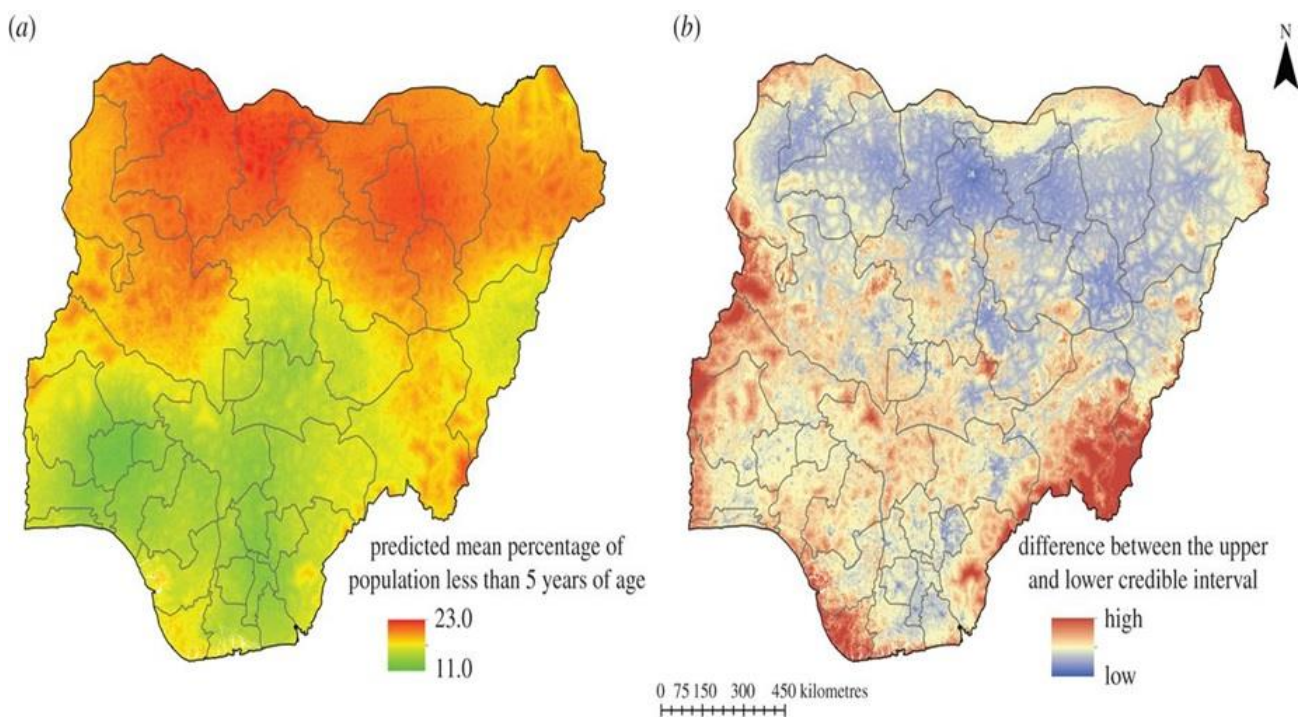 (a)
(b)
N
predicted mean percentage of
population less than 5 years of age
23.0
11.0
difference between the upper
and lower credible interval
high
low
0 75 150 300 450 kilometres